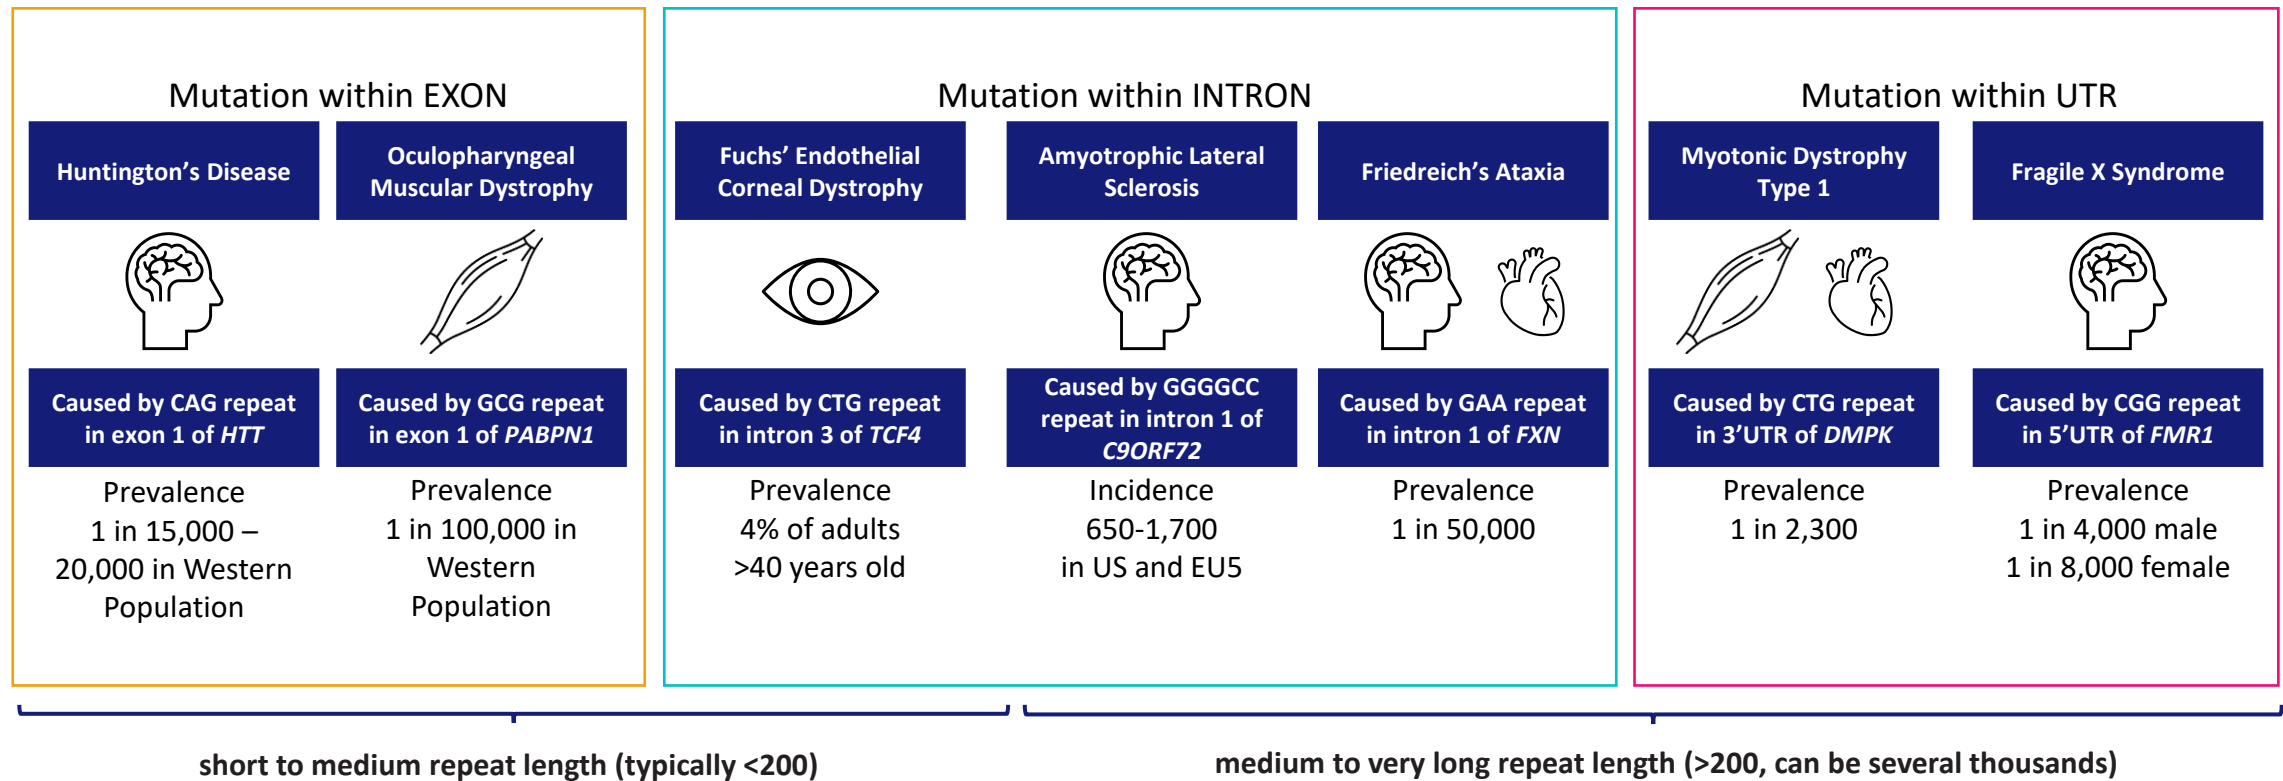 Mutation within EXON
Huntington's Disease
Caused by CAG repeat
in exon 1 of HTT
Prevalence
1 in 15,000 –
20,000 in Western
Population
Oculopharyngeal
Muscular Dystrophy
Caused by GCG repeat
in exon 1 of PABPN1
Prevalence
1 in 100,000 in
Western
Population
Mutation within INTRON
Fuchs' Endothelial
Corneal Dystrophy
Caused by CTG repeat
in intron 3 of TCF4
Prevalence
4% of adults
>40 years old
Amyotrophic Lateral
Sclerosis
Caused by GGGGCC
repeat in intron 1 of
C9ORF72
Incidence
650-1,700
in US and EU5
Friedreich's Ataxia
Caused by GAA repeat
in intron 1 of FXN
Prevalence
1 in 50,000
Mutation within UTR
Myotonic Dystrophy
Type 1
Caused by CTG repeat
in 3'UTR of DMPK
Prevalence
1 in 2,300
Fragile X Syndrome
Caused by CGG repeat
in 5'UTR of FMR1
Prevalence
1 in 4,000 male
1 in 8,000 female
short to medium repeat length (typically <200)
medium to very long repeat length (>200, can be several thousands)